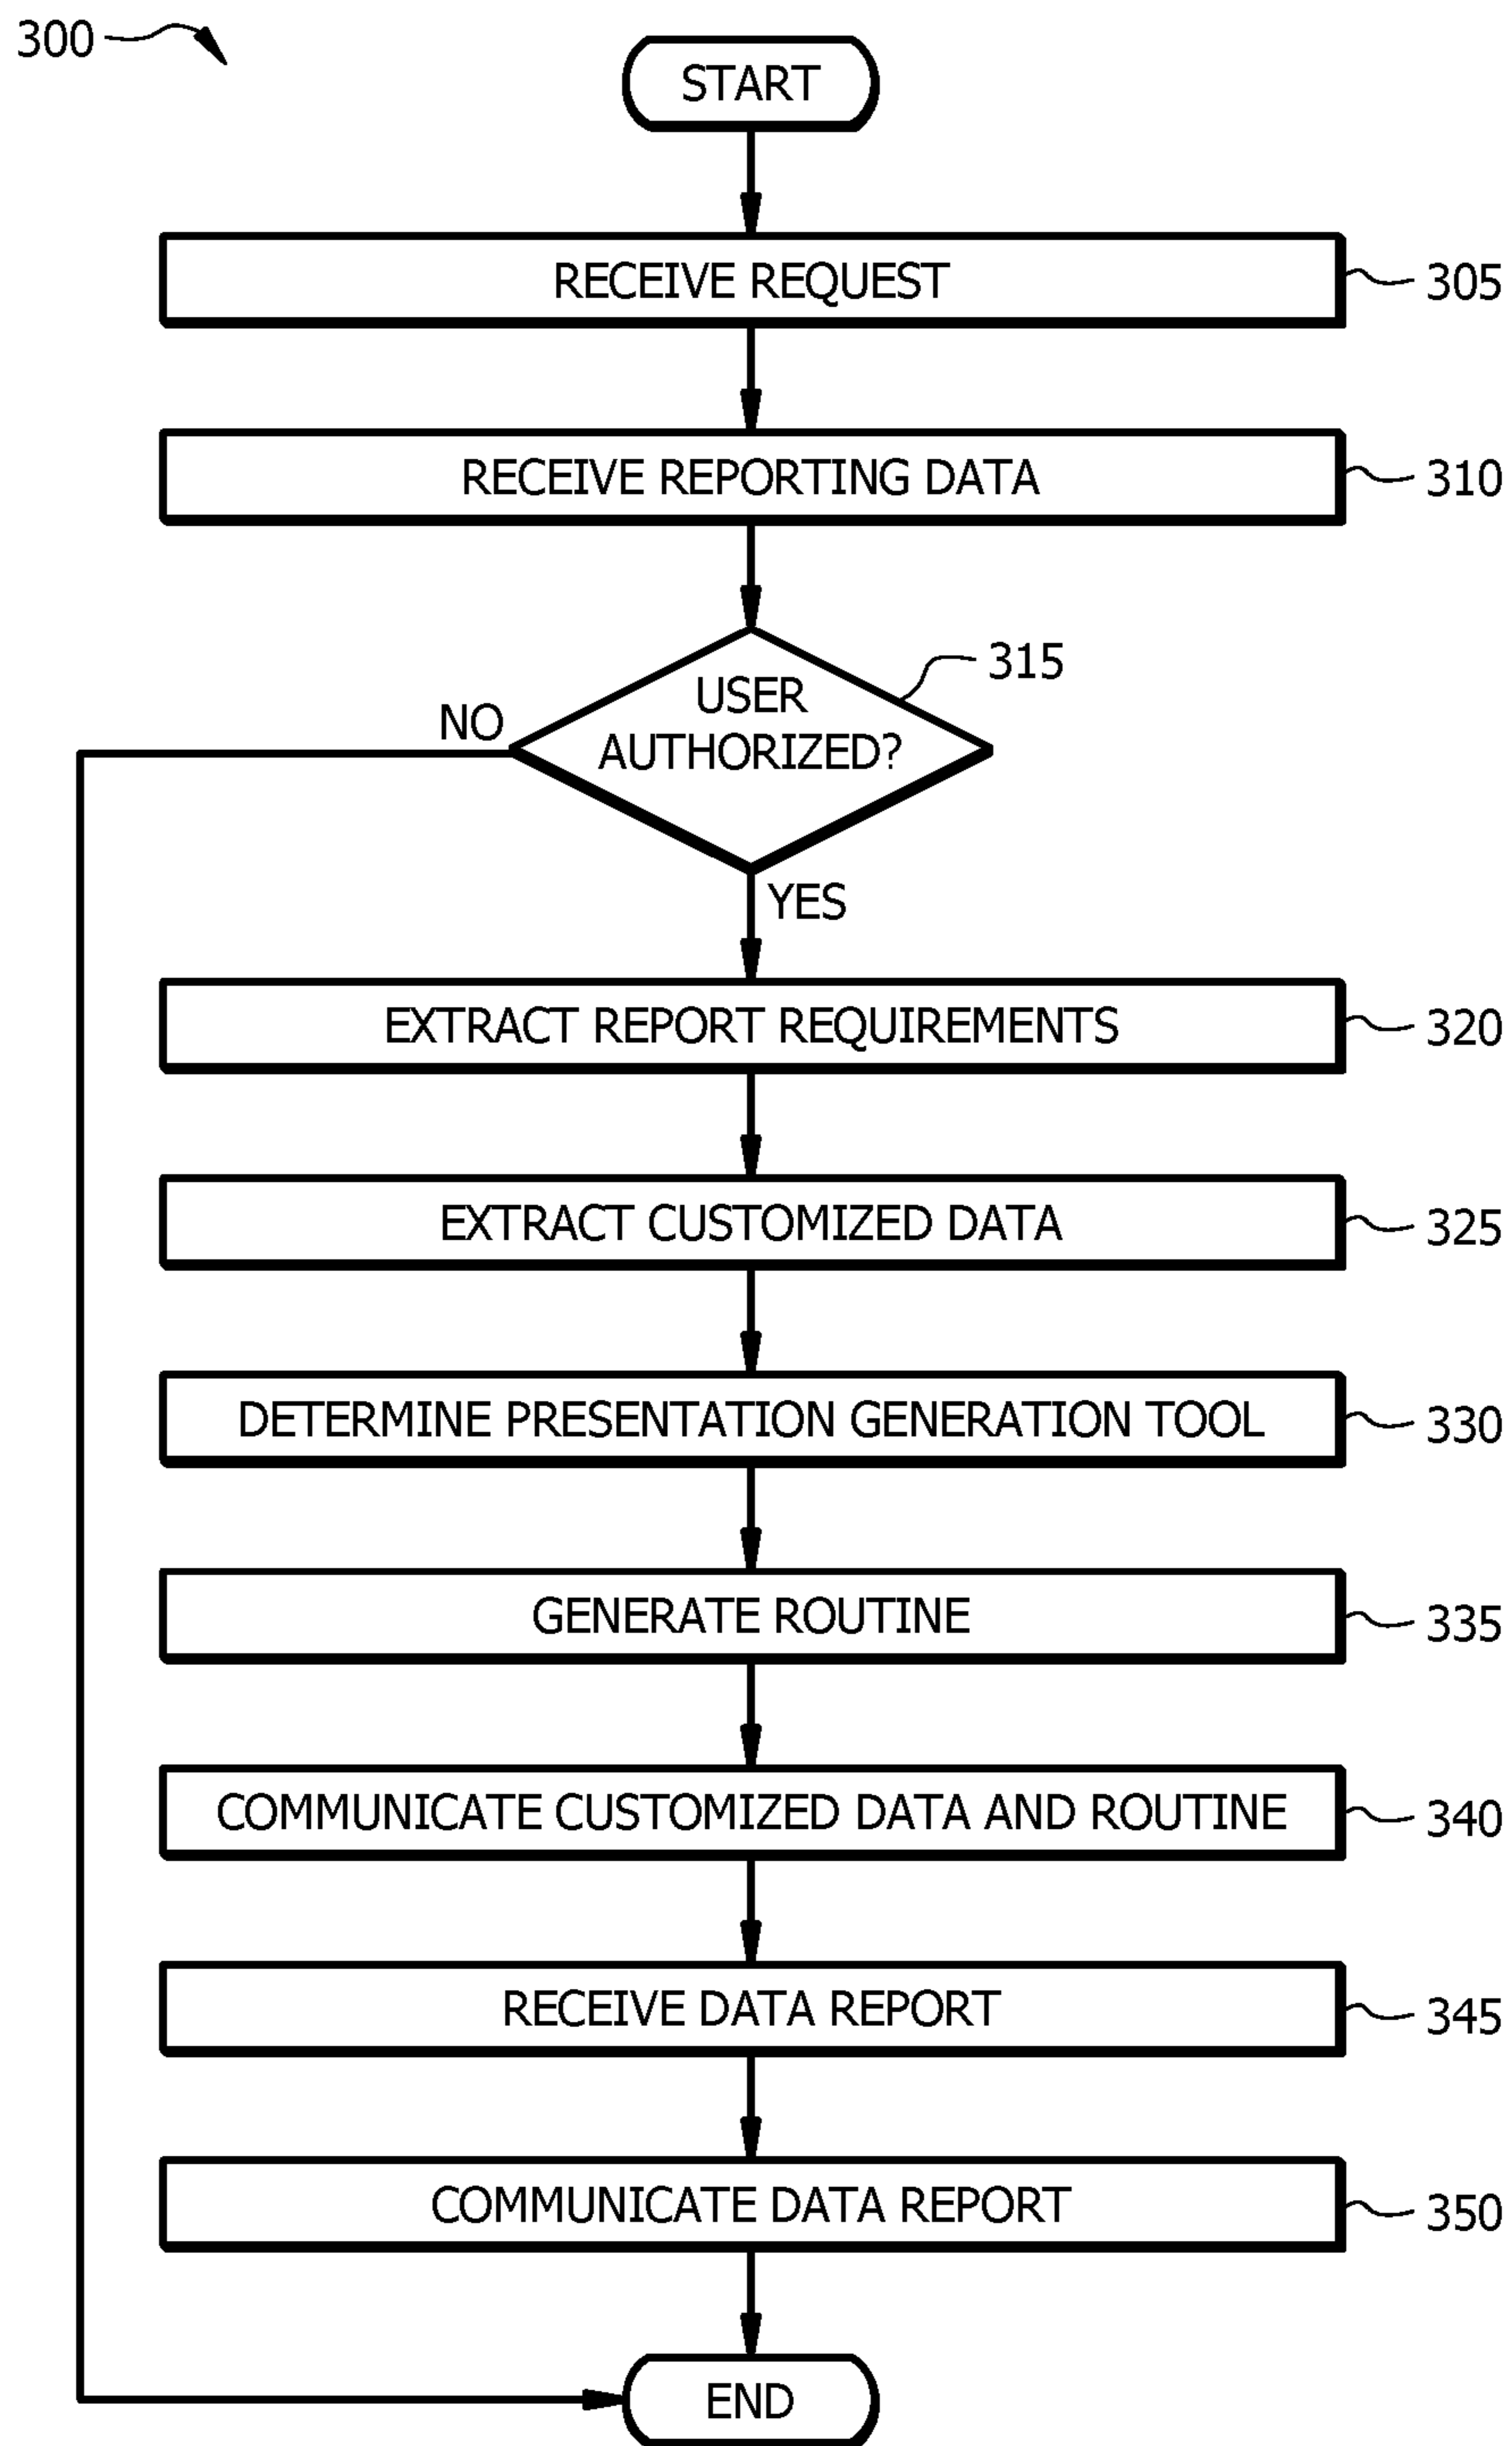 300
START
RECEIVE REQUEST
305
RECEIVE REPORTING DATA
310
315
USER
AUTHORIZED?
NO
YES
EXTRACT REPORT REQUIREMENTS
320
EXTRACT CUSTOMIZED DATA
325
DETERMINE PRESENTATION GENERATION TOOL
330
GENERATE ROUTINE
335
COMMUNICATE CUSTOMIZED DATA AND ROUTINE
340
RECEIVE DATA REPORT
345
COMMUNICATE DATA REPORT
350
END